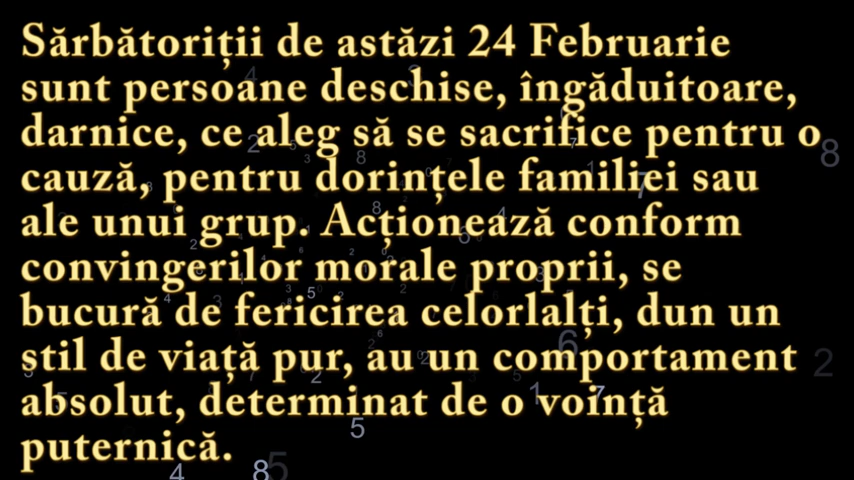 Sărbătoriții de astăzi 24 Februarie
sunt persoane deschise, îngăduitoare,
darnice, ce aleg să se sacrifice pentru o
cauză, pentru dorințele familiei sau
ale unui grup. Acționează conform
convingerilor morale proprii, se
bucură de fericirea celorlalți, dun un
stil de viață pur, au un comportament
absolut, determinat de o voință
puternică.